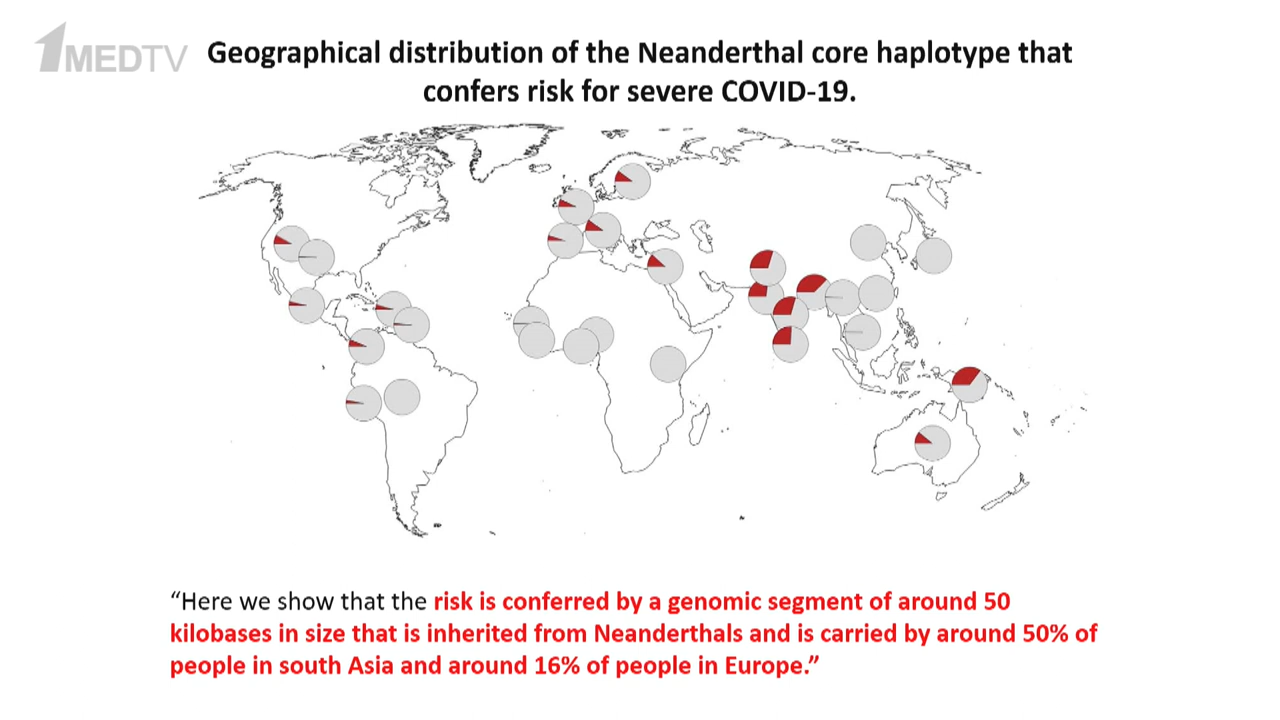 1MEDTV
Geographical distribution of the Neanderthal core haplotype that
confers risk for severe COVID-19.
“Here we show that the risk is conferred by a genomic segment of around 50
kilobases in size that is inherited from Neanderthals and is carried by around 50% of
people in south Asia and around 16% of people in Europe.”